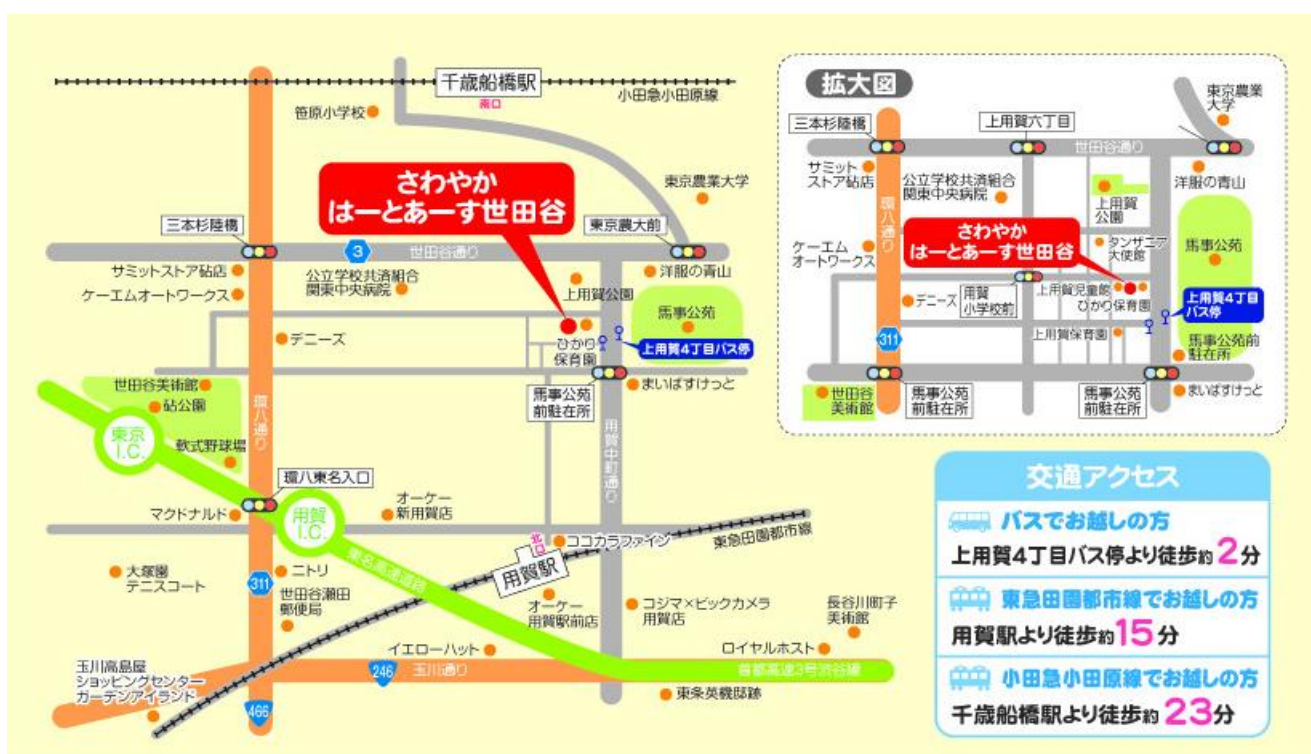 千歳船橋駅
南口
小田急小田原線
笹原小学校
さわやか
はーとあーす世田谷
東京農業大学
三本杉陸橋
東京農大前
3
世田谷通り
サミットストア砧店
公立学校共済組合
関東中央病院
洋服の青山
ケーエムオートワークス
上用賀公園
馬事公苑
デニーズ
ひかり
保育園
上用賀4丁目バス停
世田谷美術館
砧公園
環八通り
馬事公苑
前駐在所
まいばすけっと
東京
I.C.
軟式野球場
用賀中町通り
環八東名入口
マクドナルド
用賀
I.C.
オーケー
新用賀店
北口
ココカラファイン
東急田園都市線
東名高速道路
用賀駅
大塚園
テニスコート
311
ニトリ
世田谷瀬田
郵便局
オーケー
用賀駅前店
コジマ×ビックカメラ
用賀店
長谷川町子
美術館
イエローハット
ロイヤルホスト
玉川高島屋
ショッピングセンター
ガーデンアイランド
246
玉川通り
首都高速3号渋谷線
466
東条英機邸跡
拡大図
東京農業
大学
三本杉陸橋
上用賀六丁目
世田谷通り
サミット
ストア砧店
公立学校共済組合
関東中央病院
洋服の青山
環八通り
上用賀
公園
さわやか
はーとあーす世田谷
タンザニア
大使館
馬事公苑
ケーエム
オートワークス
デニーズ
用賀
小学校前
上用賀児童館
ひかり保育園
上用賀4丁目
バス停
311
上用賀保育園
馬事公苑前
駐在所
世田谷
美術館
馬事公苑
前駐在所
馬事公苑
前駐在所
まいばすけっと
交通アクセス
バスでお越しの方
上用賀4丁目バス停より徒歩約2分
東急田園都市線でお越しの方
用賀駅より徒歩約15分
小田急小田原線でお越しの方
千歳船橋駅より徒歩約23分